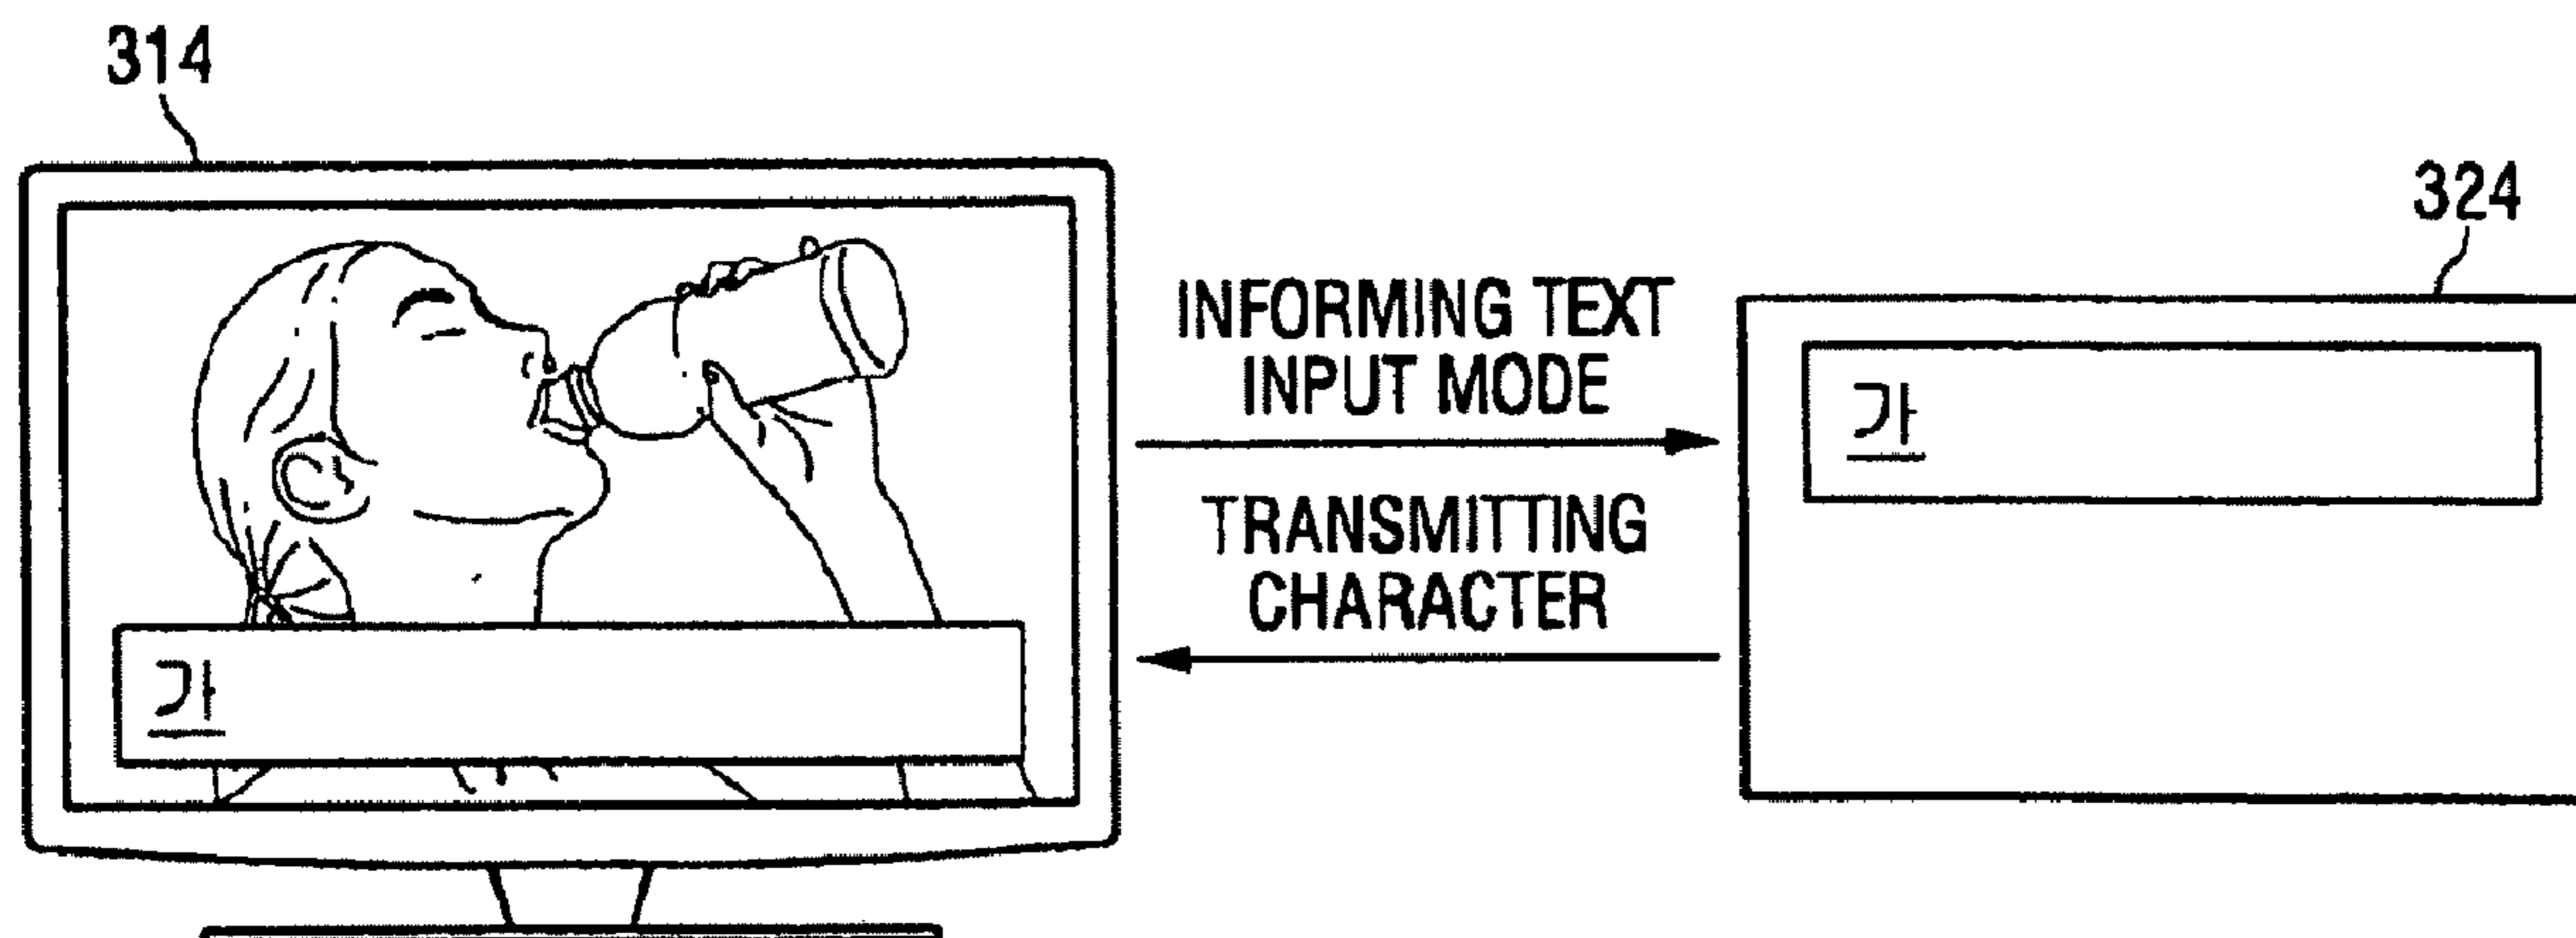 314
324
INFORMING TEXT
INPUT MODE
가
TRANSMITTING
CHARACTER
가